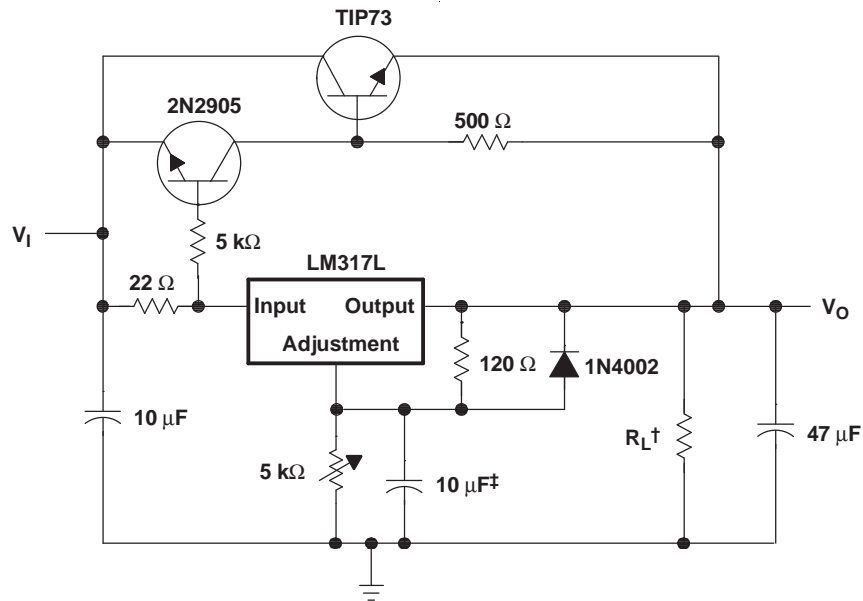 TIP73
2N2905
500 Ω
V<sub>I</sub>
5 kΩ
LM317L
22 Ω
Input Output
Adjustment
V<sub>O</sub>
120 Ω
1N4002
10 μF
R<sub>L</sub>†
47 μF
5 kΩ
10 μF‡